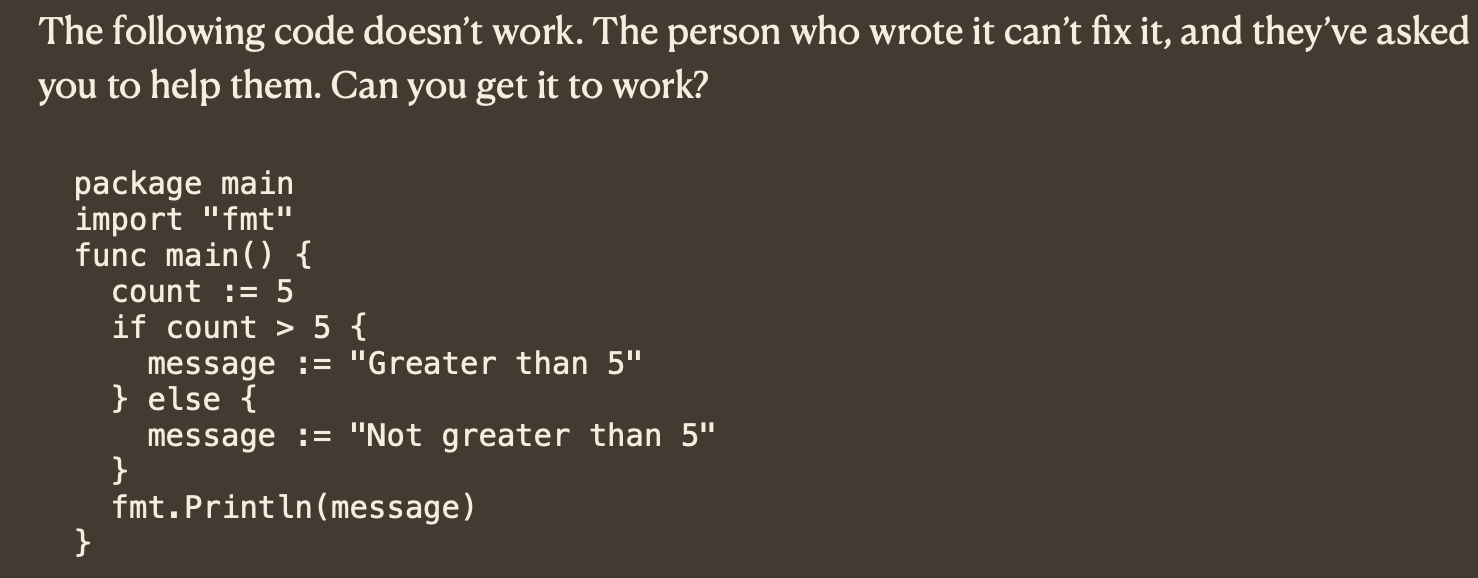 The following code doesn’t work. The person who wrote it can’t fix it, and they’ve asked
you to help them. Can you get it to work?
package main
import "fmt"
func main() {
  count := 5
  if count > 5 {
    message := "Greater than 5"
  } else {
    message := "Not greater than 5"
  }
  fmt.Println(message)
}